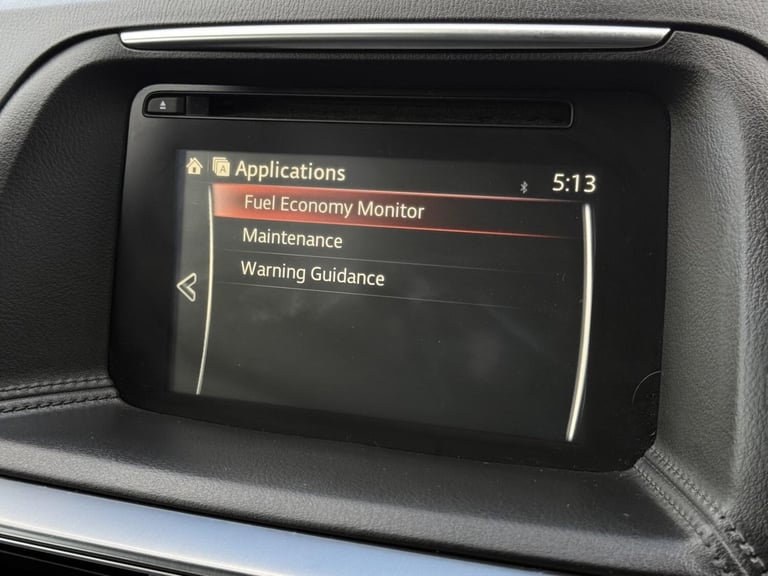 Applications
5:13
Fuel Economy Monitor
Maintenance
Warning Guidance